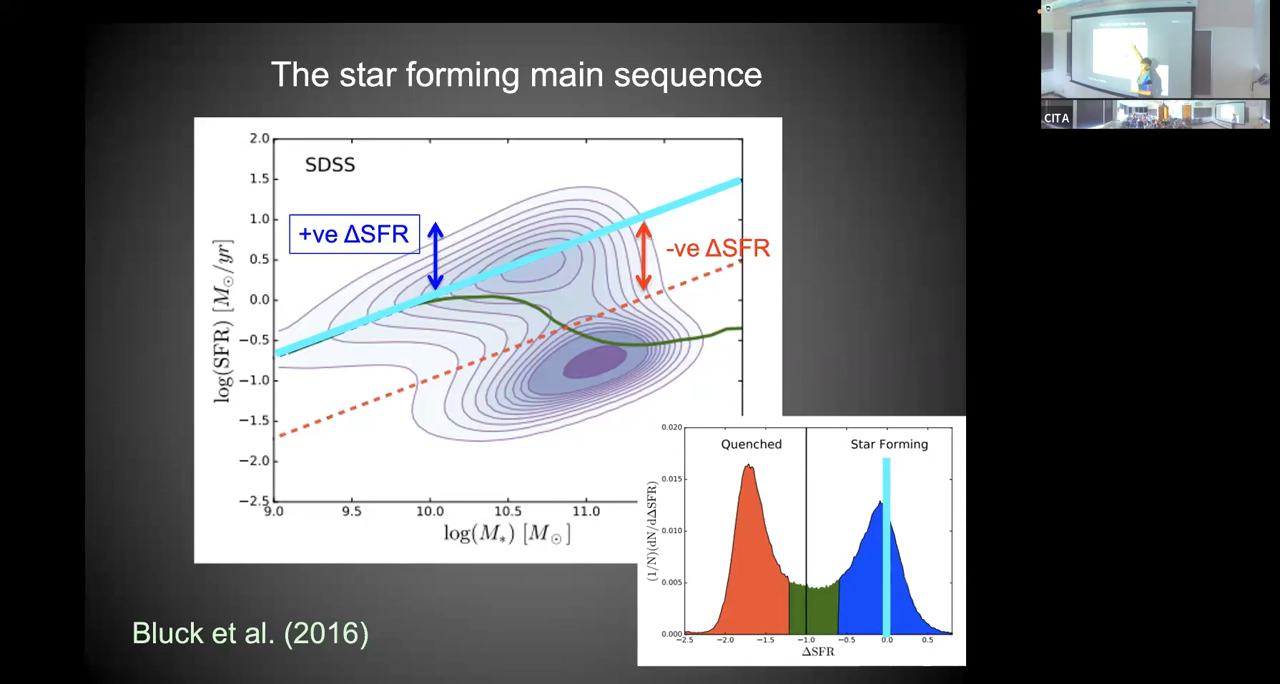 The star forming main sequence
SDSS
+ve ΔSFR
-ve ΔSFR
log(SFR) [M☉/yr]
2.0
1.5
1.0
0.5
0.0
−0.5
−1.0
−1.5
−2.0
−2.5
9.0 9.5 10.0 10.5 11.0
log(M*) [M☉]
Quenched Star Forming
(1/N)(dN/dΔSFR)
0.020
0.015
0.010
0.005
0.000
−2.5 −2.0 −1.5 −1.0 −0.5 0.0 0.5
ΔSFR
Bluck et al. (2016)
CITA